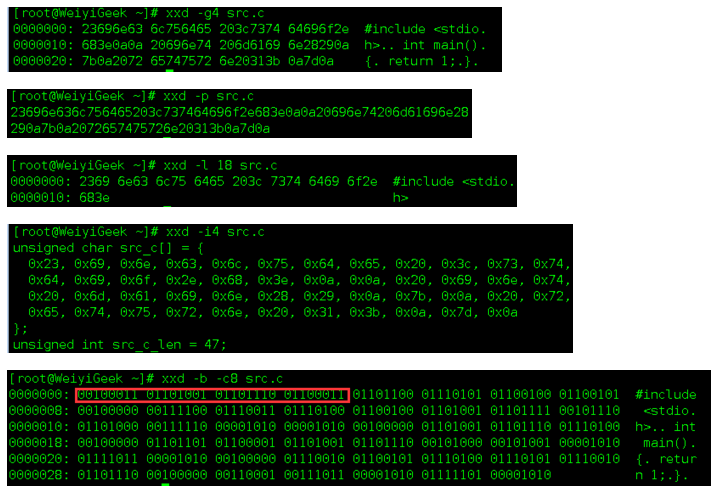 [root@WeiyiGeek ~]# xxd -g4 src.c
0000000: 23696e63 6c756465 203c7374 64696f2e  #include <stdio.
0000010: 683e0a0a 20696e74 206d6169 6e28290a  h>.. int main().
0000020: 7b0a2072 65747572 6e20313b 0a7d0a    {. return 1;.}.
[root@WeiyiGeek ~]# xxd -p src.c
23696e636c756465203c737464696f2e683e0a0a20696e74206d61696e28
290a7b0a2072657475726e20313b0a7d0a
[root@WeiyiGeek ~]# xxd -l 18 src.c
0000000: 2369 6e63 6c75 6465 203c 7374 6469 6f2e  #include <stdio.
0000010: 683e                                     h>
[root@WeiyiGeek ~]# xxd -i4 src.c
unsigned char src_c[] = {
  0x23, 0x69, 0x6e, 0x63, 0x6c, 0x75, 0x64, 0x65, 0x20, 0x3c, 0x73, 0x74,
  0x64, 0x69, 0x6f, 0x2e, 0x68, 0x3e, 0x0a, 0x0a, 0x20, 0x69, 0x6e, 0x74,
  0x20, 0x6d, 0x61, 0x69, 0x6e, 0x28, 0x29, 0x0a, 0x7b, 0x0a, 0x20, 0x72,
  0x65, 0x74, 0x75, 0x72, 0x6e, 0x20, 0x31, 0x3b, 0x0a, 0x7d, 0x0a
};
unsigned int src_c_len = 47;
[root@WeiyiGeek ~]# xxd -b -c8 src.c
0000000: 00100011 01101001 01101110 01100011 01101100 01110101 01100100 01100101  #include
0000008: 00100000 00111100 01110011 01110100 01100100 01101001 01101111 00101110   <stdio.
0000010: 01101000 00111110 00001010 00001010 00100000 01101001 01101110 01110100  h>.. int
0000018: 00100000 01101101 01100001 01101001 01101110 00101000 00101001 00001010   main().
0000020: 01111011 00001010 00100000 01110010 01100101 01110100 01110101 01110010  {. retur
0000028: 01101110 00100000 00110001 00111011 00001010 01111101 00001010           n 1;.}.